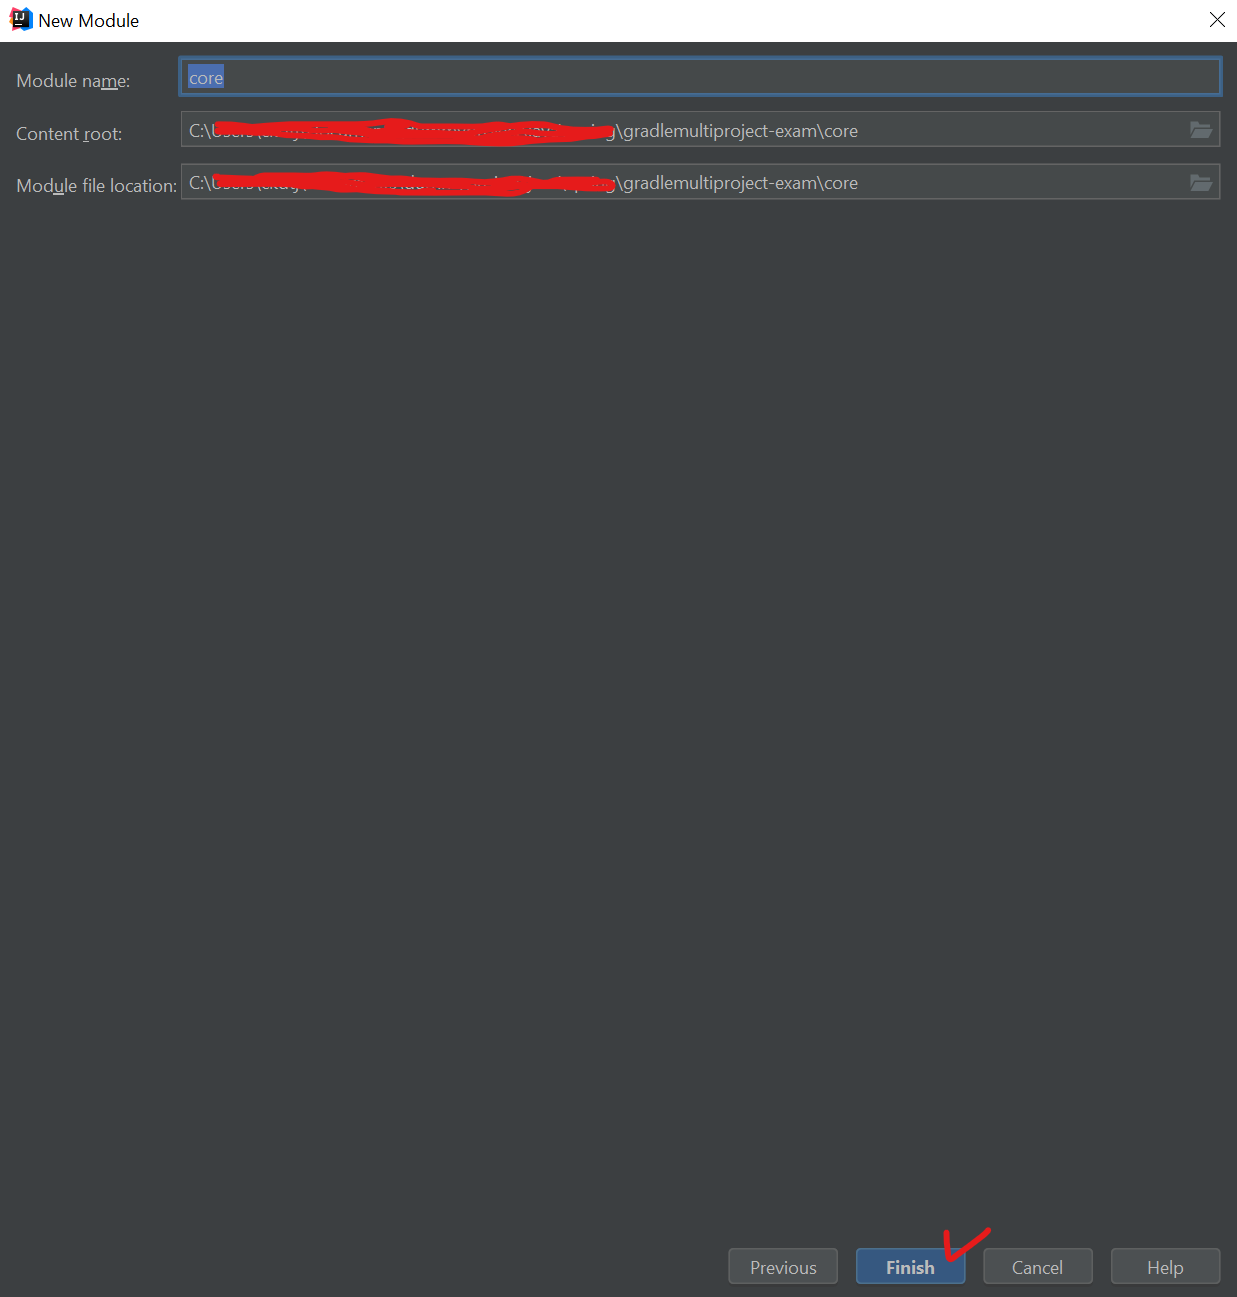 New Module
Module name: core
Content root: C:\ \gradlemultiproject-exam\core
Module file location: C:\ \gradlemultiproject-exam\core
Previous Finish Cancel Help